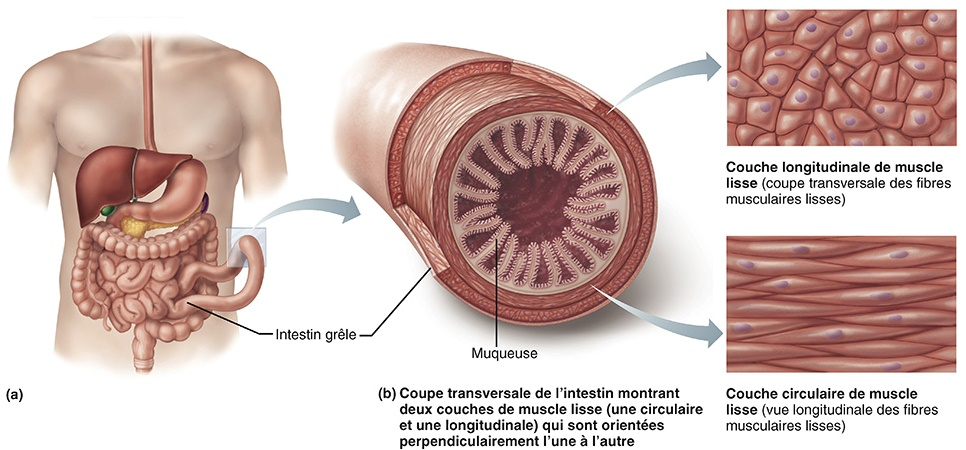 Couche longitudinale de muscle
lisse (coupe transversale des fibres
musculaires lisses)
Intestin grêle
Muqueuse
(a)
(b) Coupe transversale de l'intestin montrant
deux couches de muscle lisse (une circulaire
et une longitudinale) qui sont orientées
perpendiculairement l'une à l'autre
Couche circulaire de muscle
lisse (vue longitudinale des fibres
musculaires lisses)